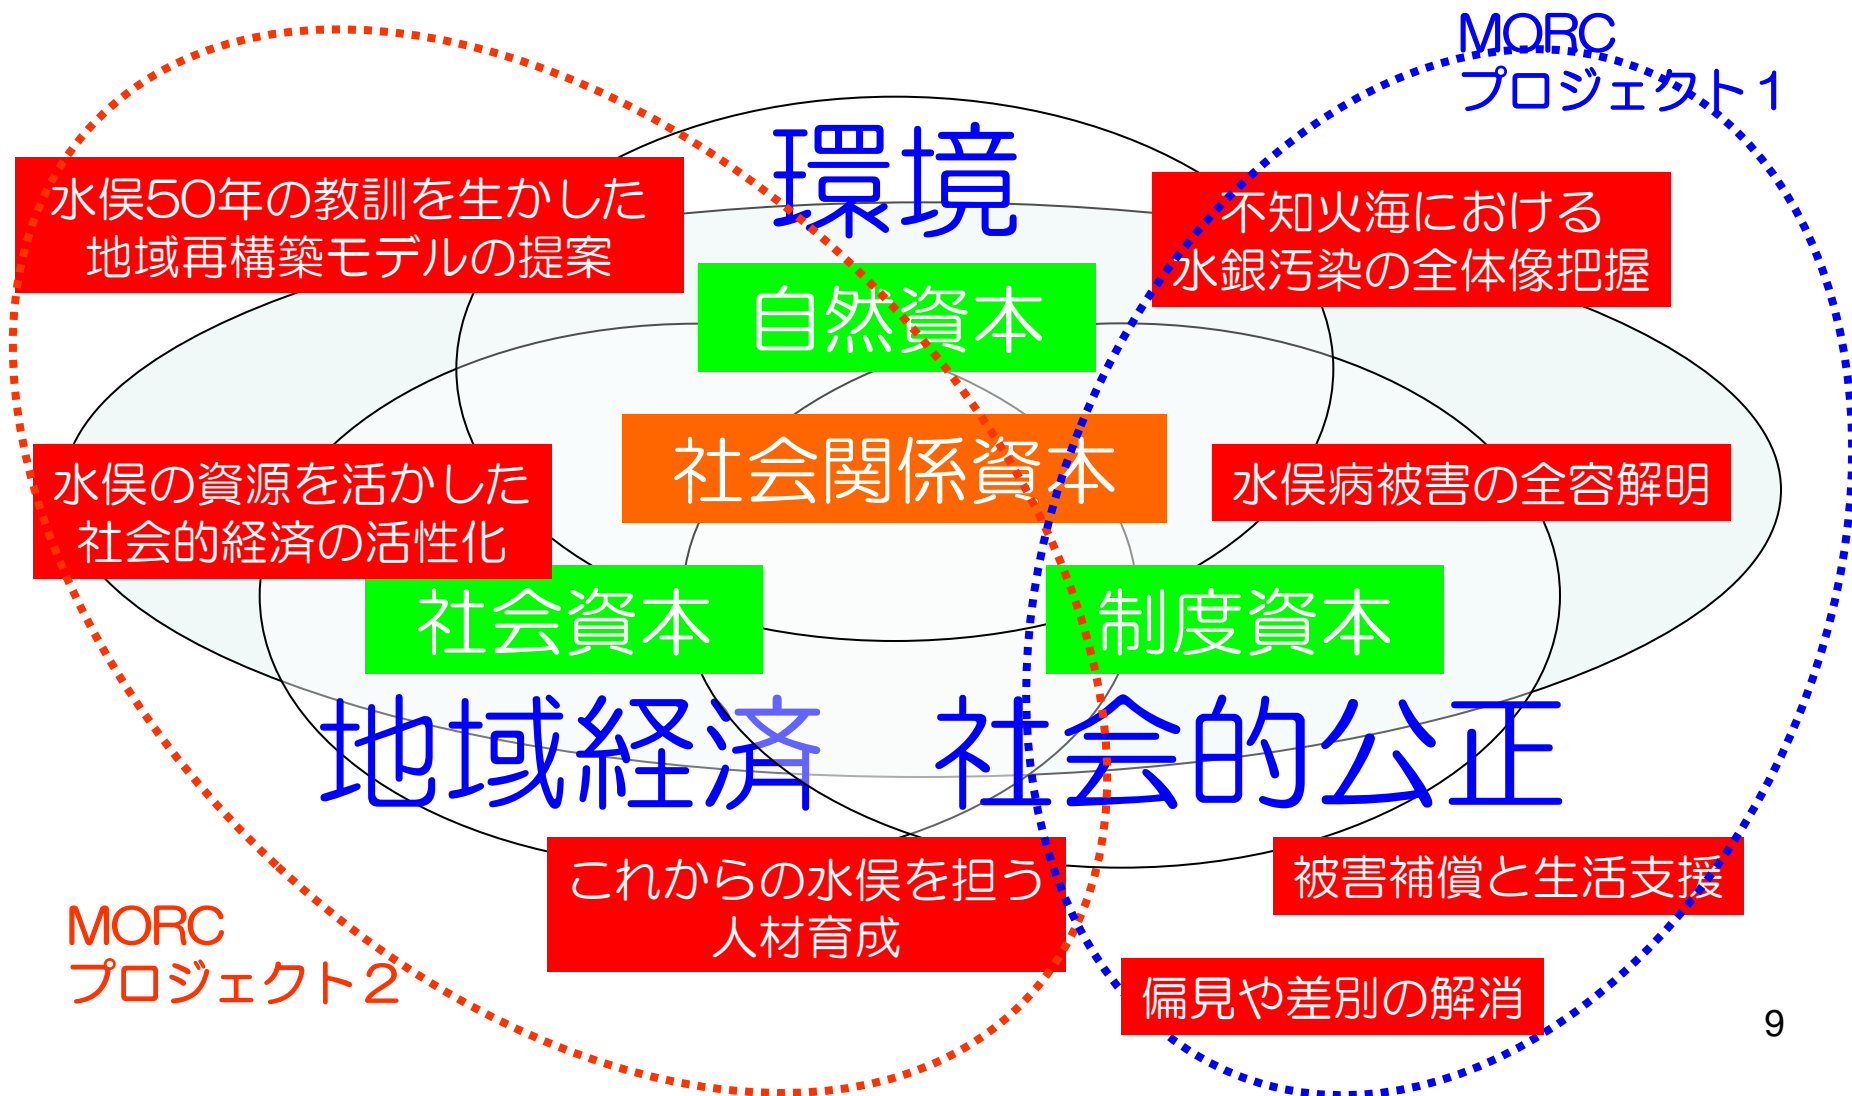 MORC
プロジェクト1
環境
水俣50年の教訓を生かした
地域再構築モデルの提案
不知火海における
水銀汚染の全体像把握
自然資本
社会関係資本
水俣の資源を活かした
社会的経済の活性化
水俣病被害の全容解明
社会資本
制度資本
地域経済
社会的公正
これからの水俣を担う
人材育成
被害補償と生活支援
MORC
プロジェクト2
偏見や差別の解消
9